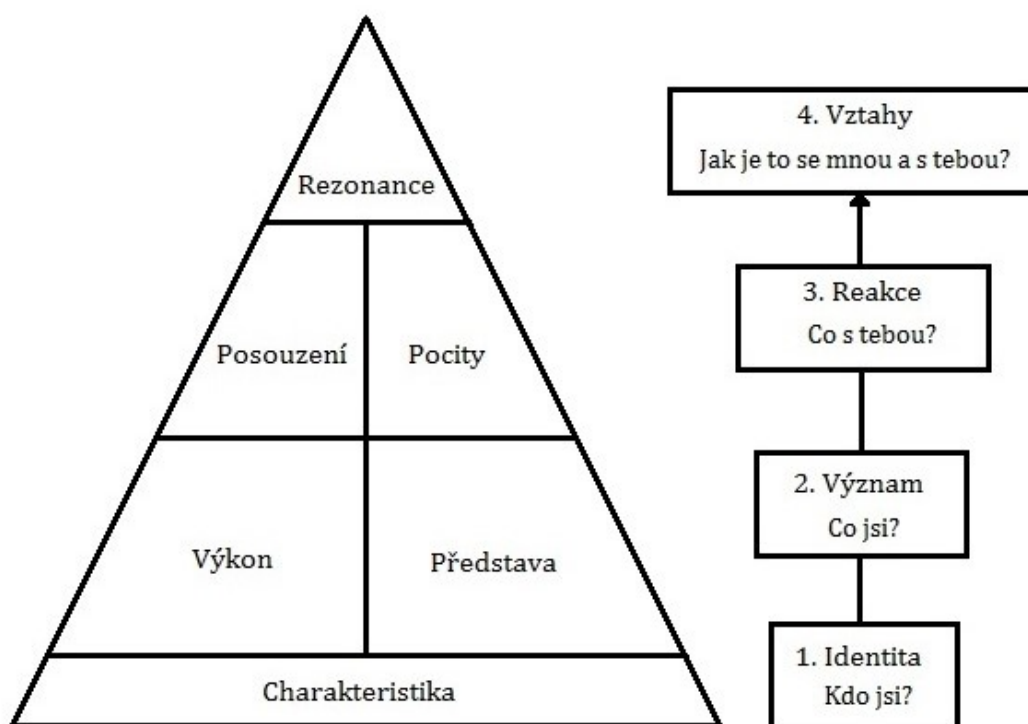 Rezonance
Posouzení
Pocity
Výkon
Představa
Charakteristika
4. Vztahy
Jak je to se mnou a s tebou?
3. Reakce
Co s tebou?
2. Význam
Co jsi?
1. Identita
Kdo jsi?